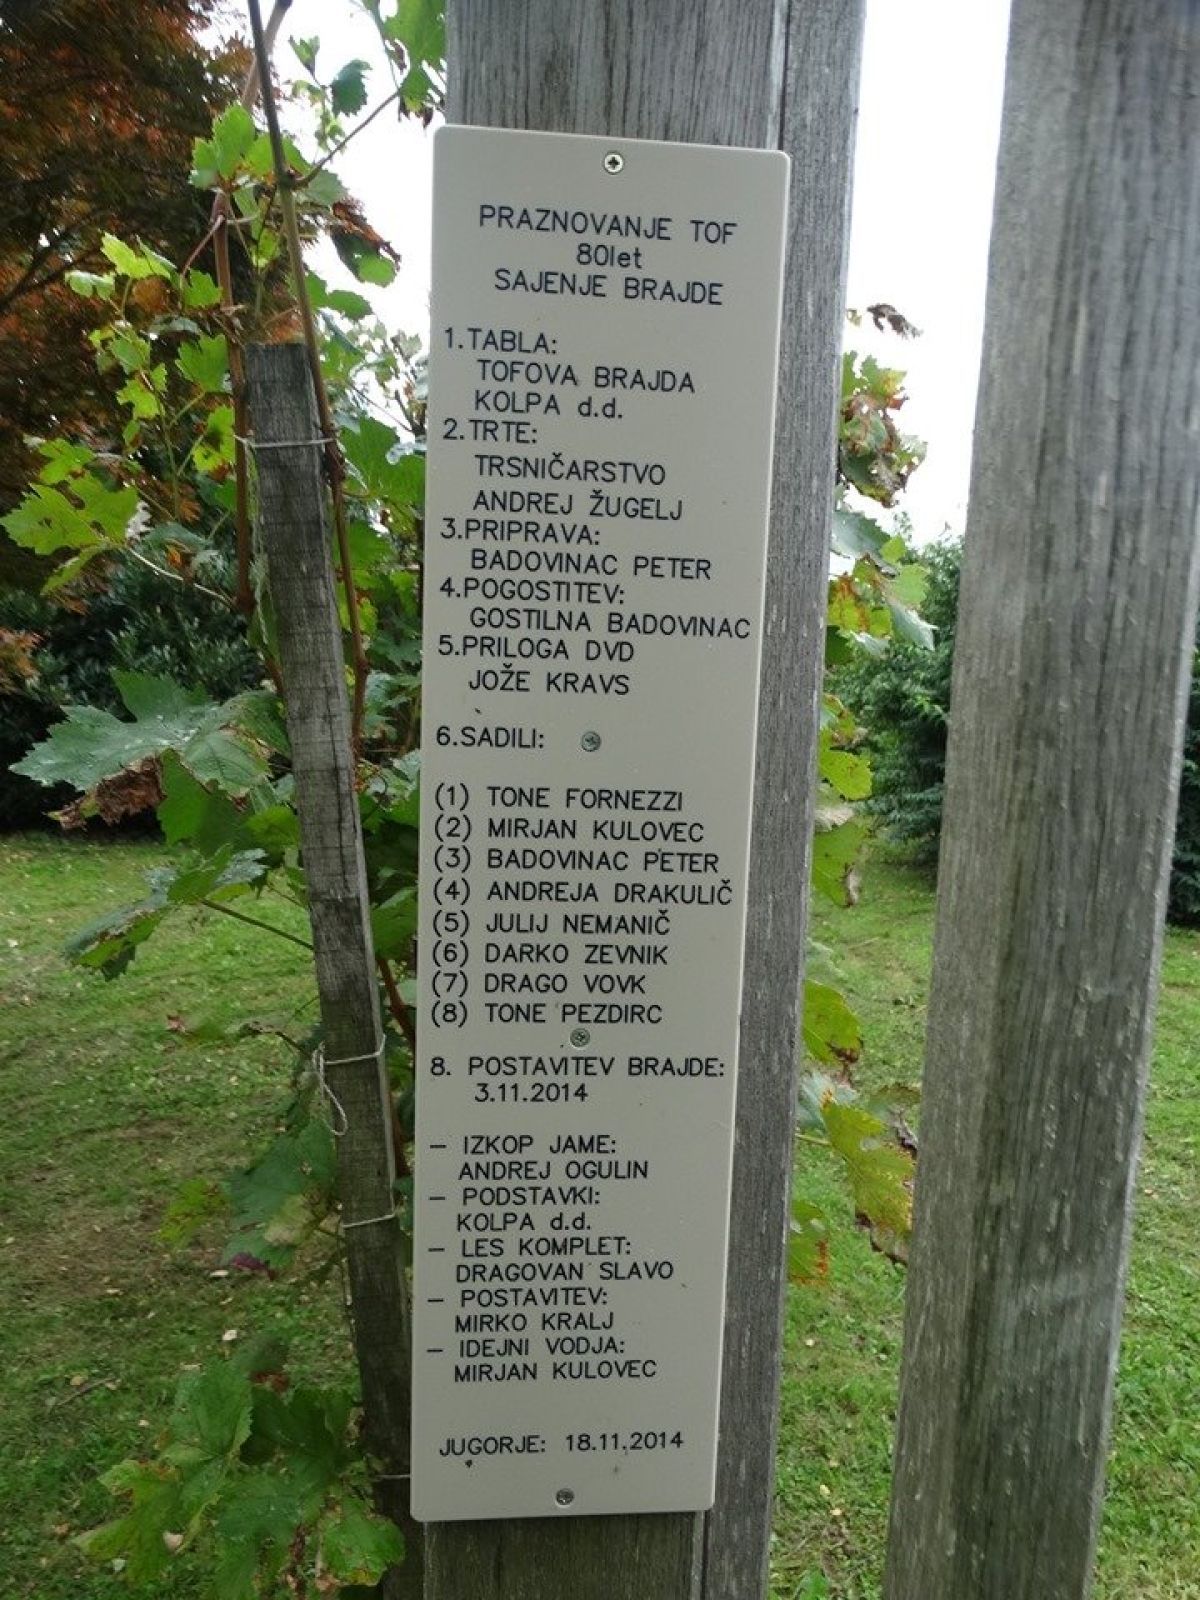 PRAZNOVANJE TOF
80let
SAJENJE BRAJDE
1.TABLA:
TOFOVA BRAJDA
KOLPA d.d.
2.TRTE:
TRSNIČARSTVO
ANDREJ ŽUGELJ
3.PRIPRAVA:
BADOVINAC PETER
4.POGOSTITEV:
GOSTILNA BADOVINAC
5.PRILOGA DVD
JOŽE KRAVS
6.SADILI:
(1) TONE FORNEZZI
(2) MIRJAN KULOVEC
(3) BADOVINAC PETER
(4) ANDREJA DRAKULIČ
(5) JULIJ NEMANIČ
(6) DARKO ZEVNIK
(7) DRAGO VOVK
(8) TONE PEZDIRC
8. POSTAVITEV BRAJDE:
3.11.2014
– IZKOP JAME:
ANDREJ OGULIN
– PODSTAVKI:
KOLPA d.d.
– LES KOMPLET:
DRAGOVAN SLAVO
– POSTAVITEV:
MIRKO KRALJ
– IDEJNI VODJA:
MIRJAN KULOVEC
JUGORJE: 18.11.2014